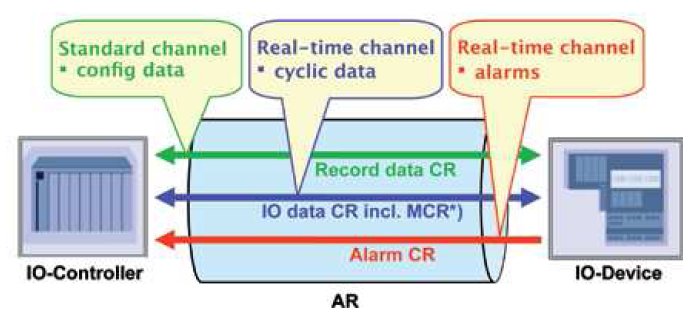 Standard channel
▪ config data
Real-time channel
▪ cyclic data
Real-time channel
▪ alarms
Record data CR
IO data CR incl. MCR*)
Alarm CR
IO-Controller
IO-Device
AR